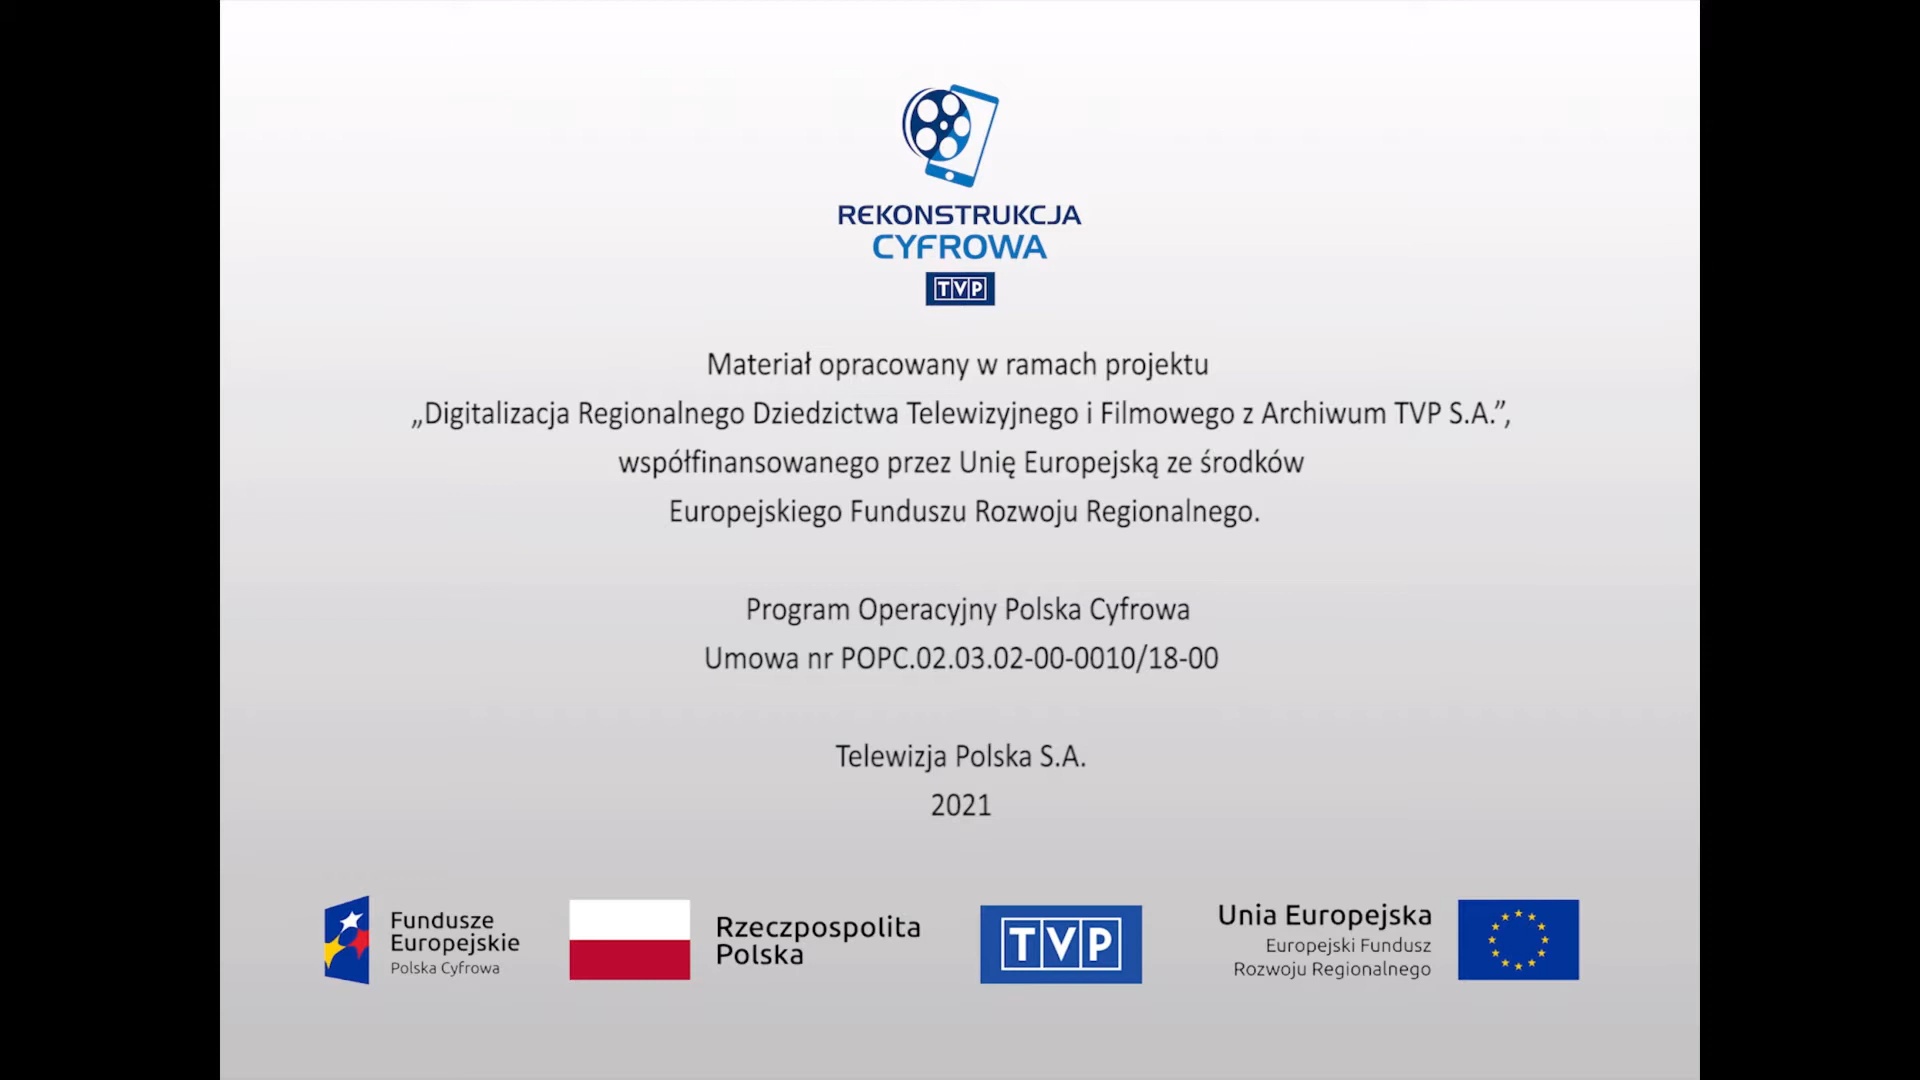 REKONSTRUKCJA
CYFROWA
TVP
Materiał opracowany w ramach projektu
„Digitalizacja Regionalnego Dziedzictwa Telewizyjnego i Filmowego z Archiwum TVP S.A.”,
współfinansowanego przez Unię Europejską ze środków
Europejskiego Funduszu Rozwoju Regionalnego.
Program Operacyjny Polska Cyfrowa
Umowa nr POPC.02.03.02-00-0010/18-00
Telewizja Polska S.A.
2021
Fundusze
Europejskie
Polska Cyfrowa
Rzeczpospolita
Polska
TVP
Unia Europejska
Europejski Fundusz
Rozwoju Regionalnego